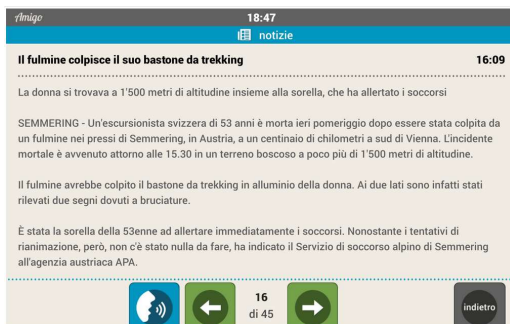 Amigo
18:47
notizie
Il fulmine colpisce il suo bastone da trekking 16:09
La donna si trovava a 1'500 metri di altitudine insieme alla sorella, che ha allertato i soccorsi
SEMMERING - Un'escursionista svizzera di 53 anni è morta ieri pomeriggio dopo essere stata colpita da
un fulmine nei pressi di Semmering, in Austria, a un centinaio di chilometri a sud di Vienna. L'incidente
mortale è avvenuto attorno alle 15.30 in un terreno boscoso a poco più di 1'500 metri di altitudine.
Il fulmine avrebbe colpito il bastone da trekking in alluminio della donna. Ai due lati sono infatti stati
rilevati due segni dovuti a bruciature.
È stata la sorella della 53enne ad allertare immediatamente i soccorsi. Nonostante i tentativi di
rianimazione, però, non c'è stato nulla da fare, ha indicato il Servizio di soccorso alpino di Semmering
all'agenzia austriaca APA.
16
di 45
indietro